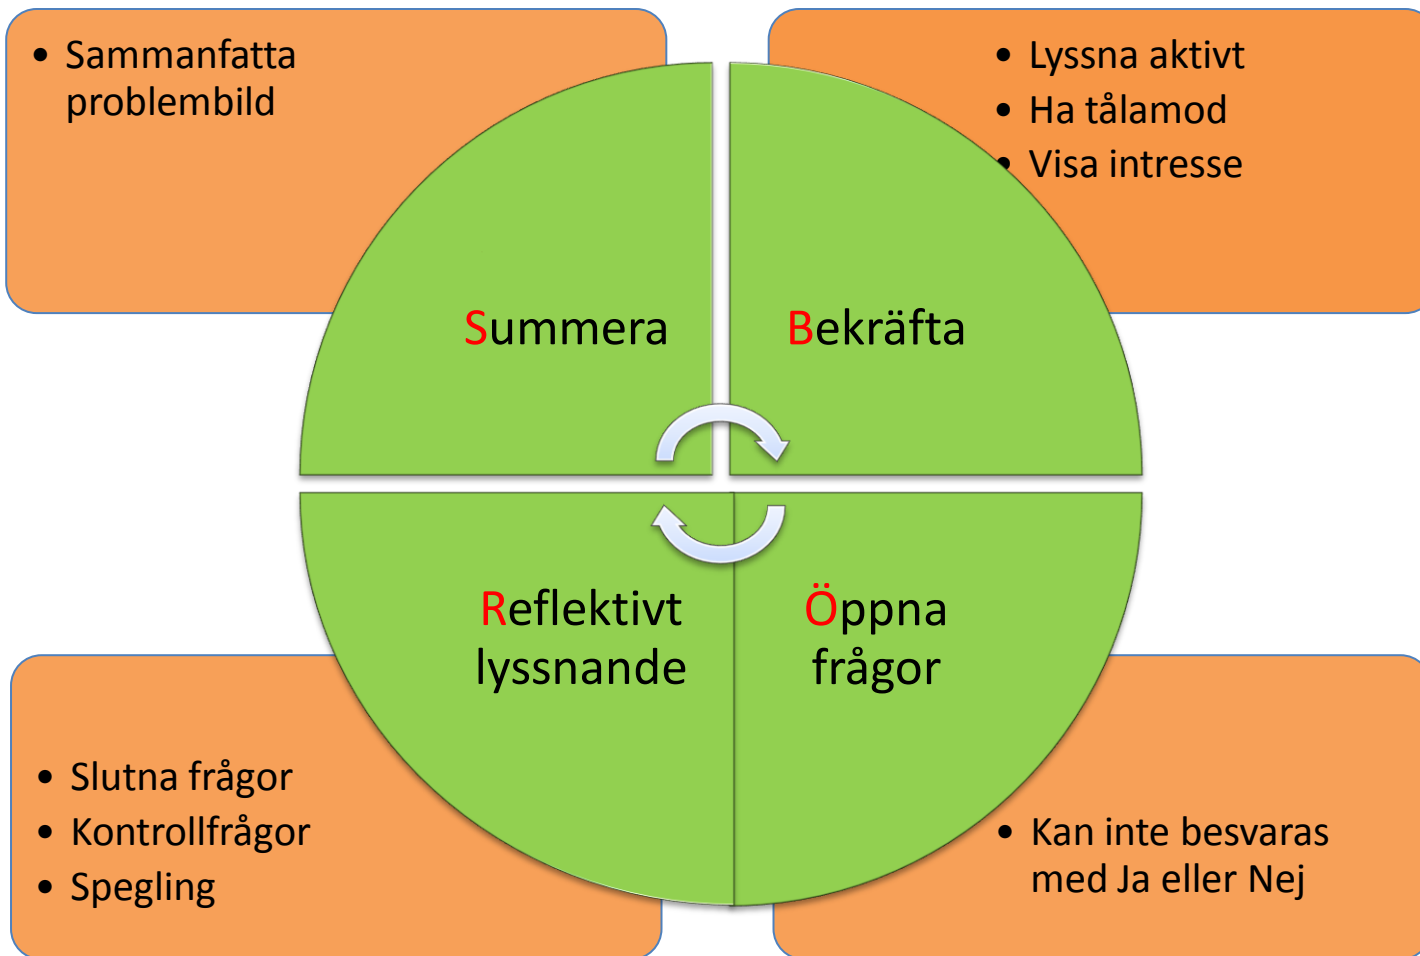 • Sammanfatta
problembild
• Lyssna aktivt
• Ha tålamod
• Visa intresse
Summera
Bekräfta
Reflektivt
lyssnande
Öppna
frågor
• Slutna frågor
• Kontrollfrågor
• Spegling
• Kan inte besvaras
med Ja eller Nej